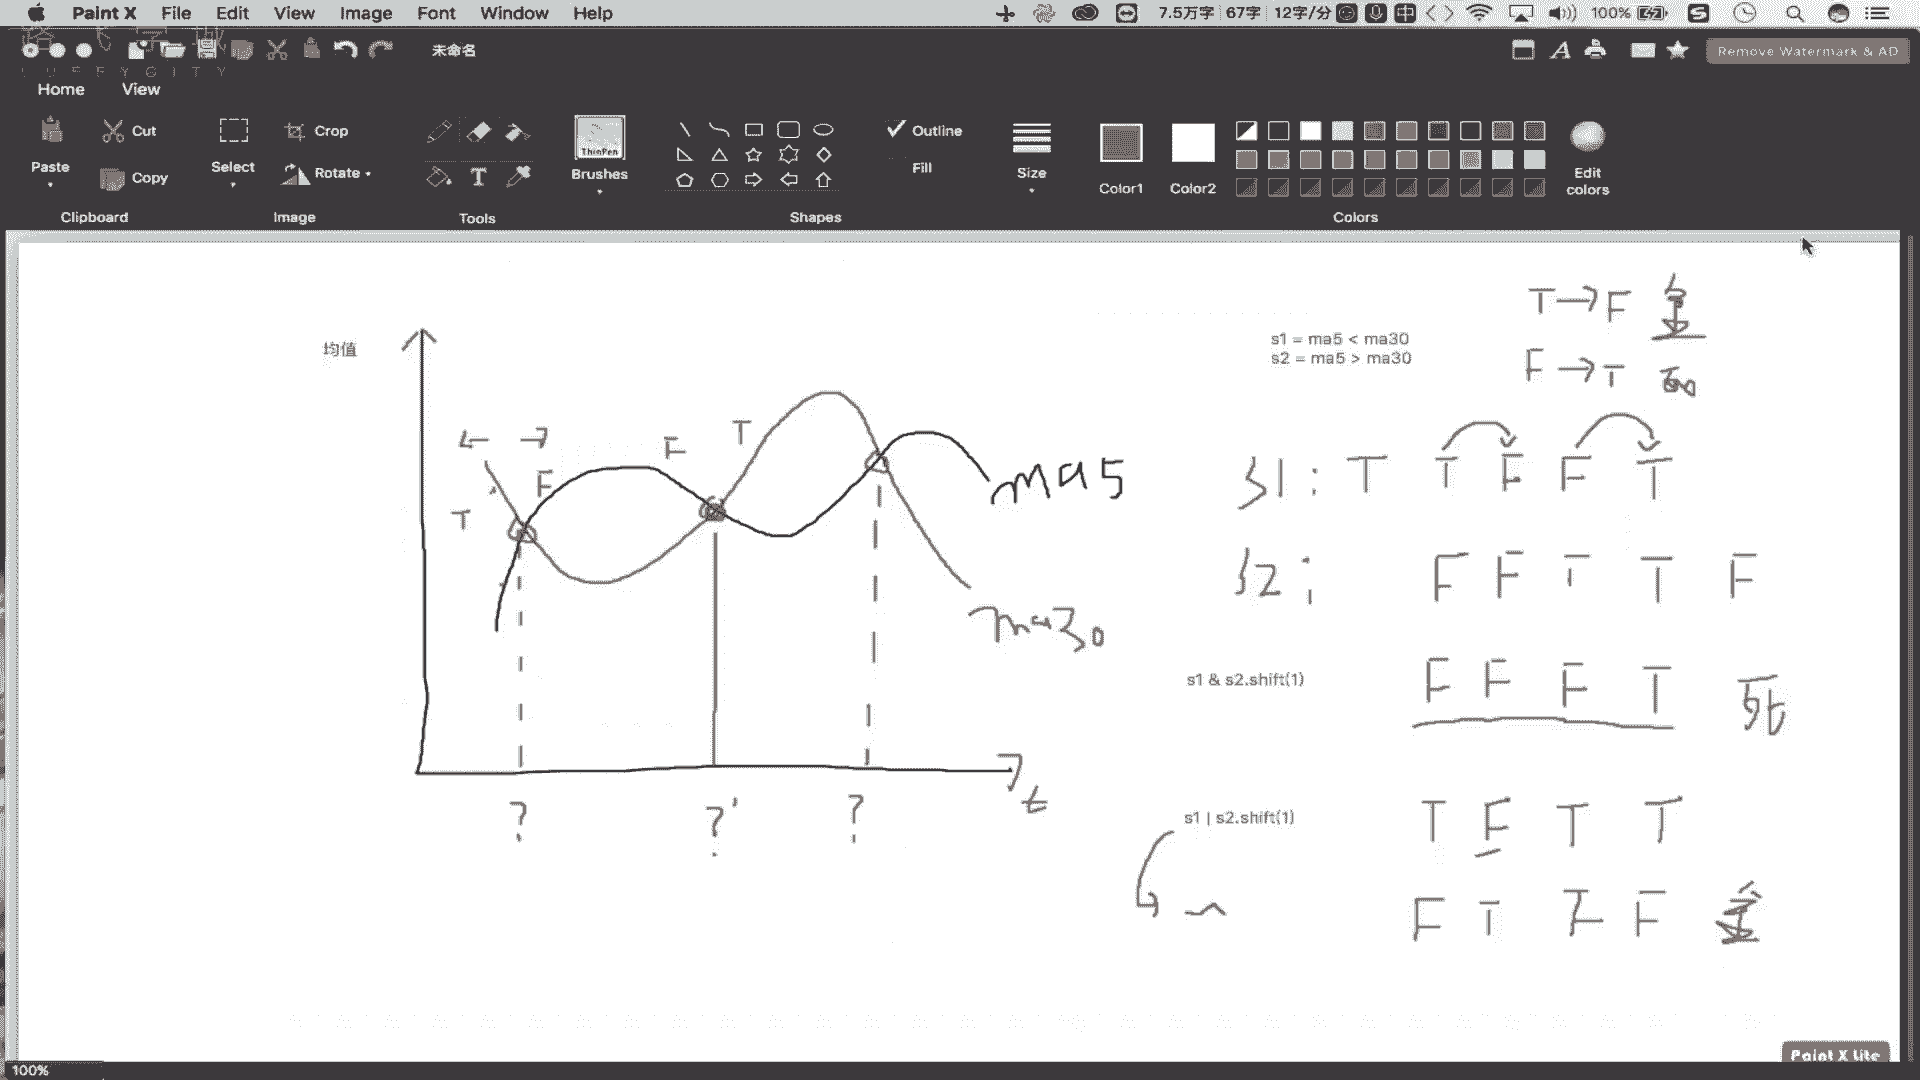 Paint X File Edit View Image Font Window Help 7.5万字 67字 12字/分 中 100%
LUFFYCITY
未命名
Remove Watermark & AD
Home View
Paste
Cut
Copy
Clipboard
Select
Crop
Rotate
Image
T
Tools
ThinPen
Brushes
Shapes
Outline
Fill
Size
Color1
Color2
Edit colors
Colors
均值
T
F
F
T
ma5
ma30
t
?
?'
?
s1 = ma5 < ma30
s2 = ma5 > ma30
T→F 金
F→T 死
s1: T T F F T
s2: F F T T F
s1 & s2.shift(1) F F F T 死
s1 | s2.shift(1) T F T T
~ F T F F 金
100%
Paint X Lite